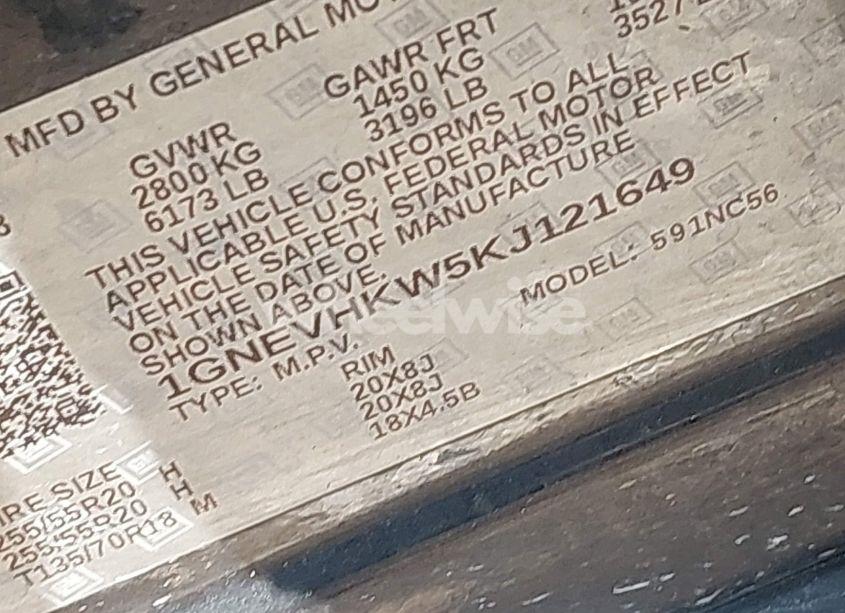 MFD BY GENERAL MO
GVWR GAWR FRT
2800 KG 1450 KG
6173 LB 3196 LB 3527
THIS VEHICLE CONFORMS TO ALL
APPLICABLE U.S. FEDERAL MOTOR
VEHICLE SAFETY STANDARDS IN EFFECT
ON THE DATE OF MANUFACTURE
SHOWN ABOVE.
1GNEVHKW5KJ121649
TYPE: M.P.V. MODEL: 591NC56
IRE SIZE RIM
255/55R20 H 20X8J
255/55R20 H 20X8J
T135/70R18 M 18X4.5B
GM
eelwise